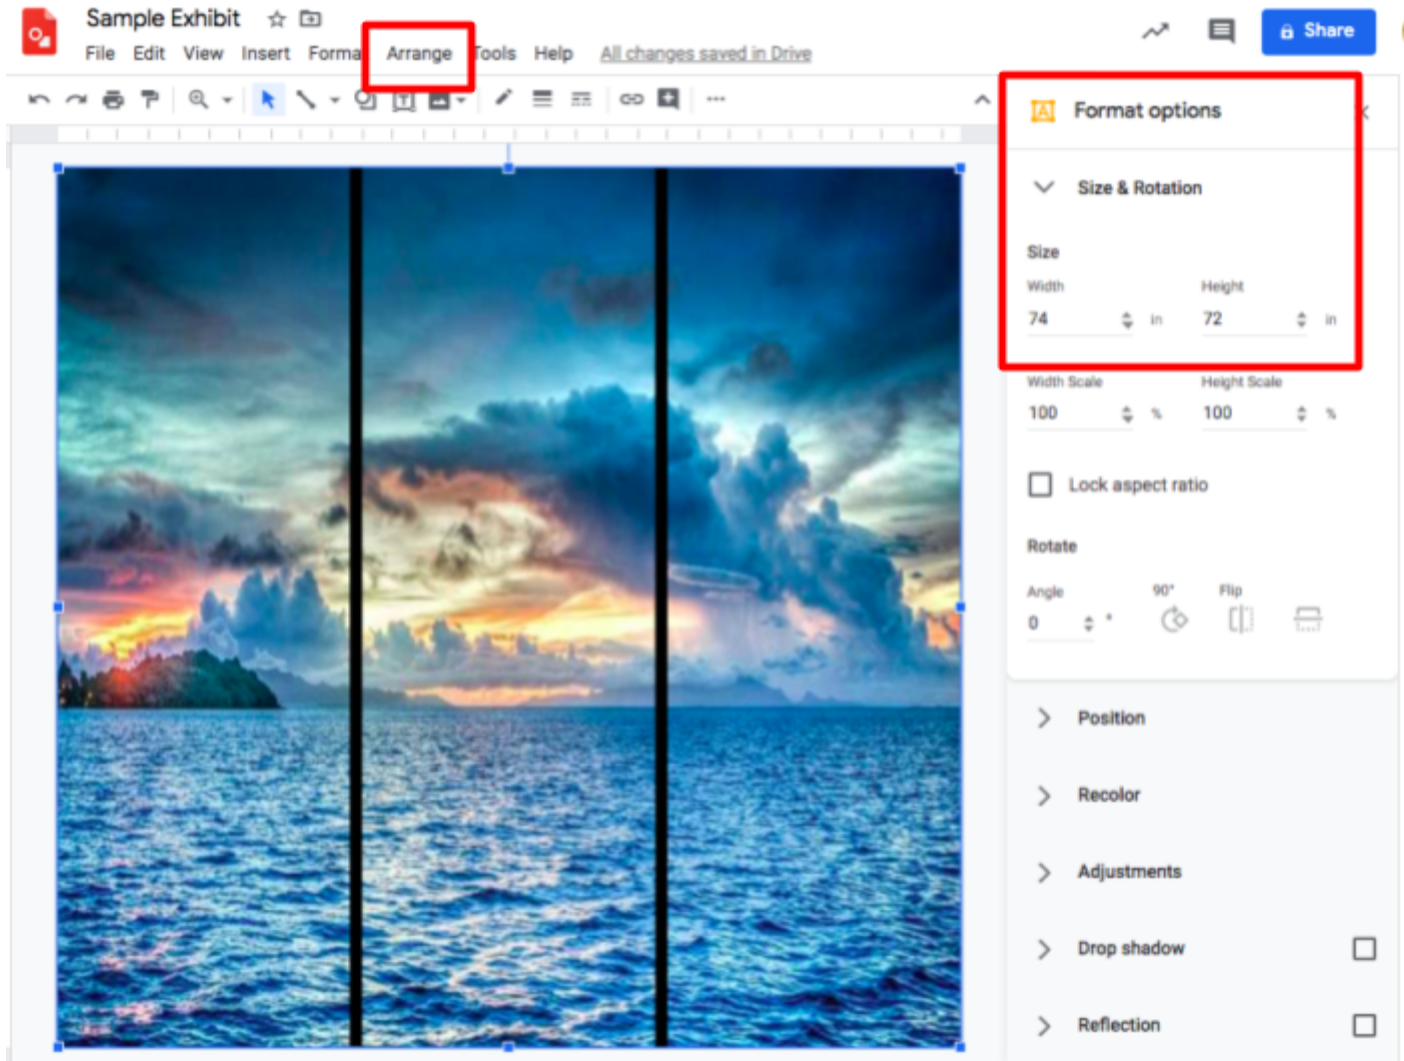 Sample Exhibit
File Edit View Insert Forma Arrange Tools Help All changes saved in Drive
Share
Format options
Size & Rotation
Size
Width Height
74 in 72 in
Width Scale Height Scale
100 % 100 %
Lock aspect ratio
Rotate
Angle 90° Flip
0 °
Position
Recolor
Adjustments
Drop shadow
Reflection